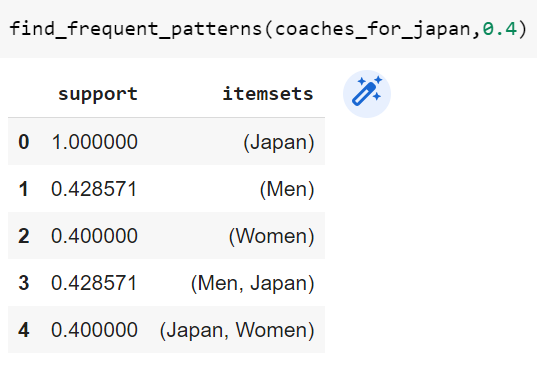 find_frequent_patterns(coaches_for_japan,0.4)
support itemsets
0 1.000000 (Japan)
1 0.428571 (Men)
2 0.400000 (Women)
3 0.428571 (Men, Japan)
4 0.400000 (Japan, Women)